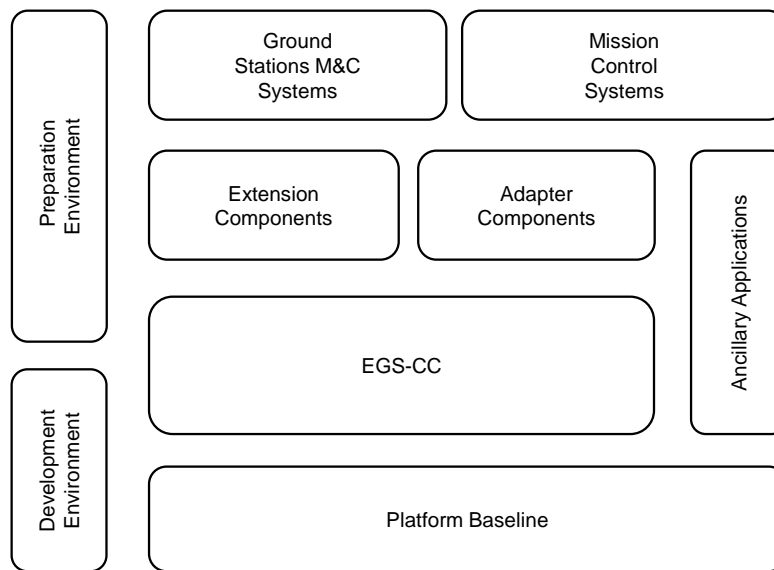 Preparation
Environment
Ground
Stations M&C
Systems
Mission
Control
Systems
Extension
Components
Adapter
Components
Ancillary Applications
EGS-CC
Development
Environment
Platform Baseline